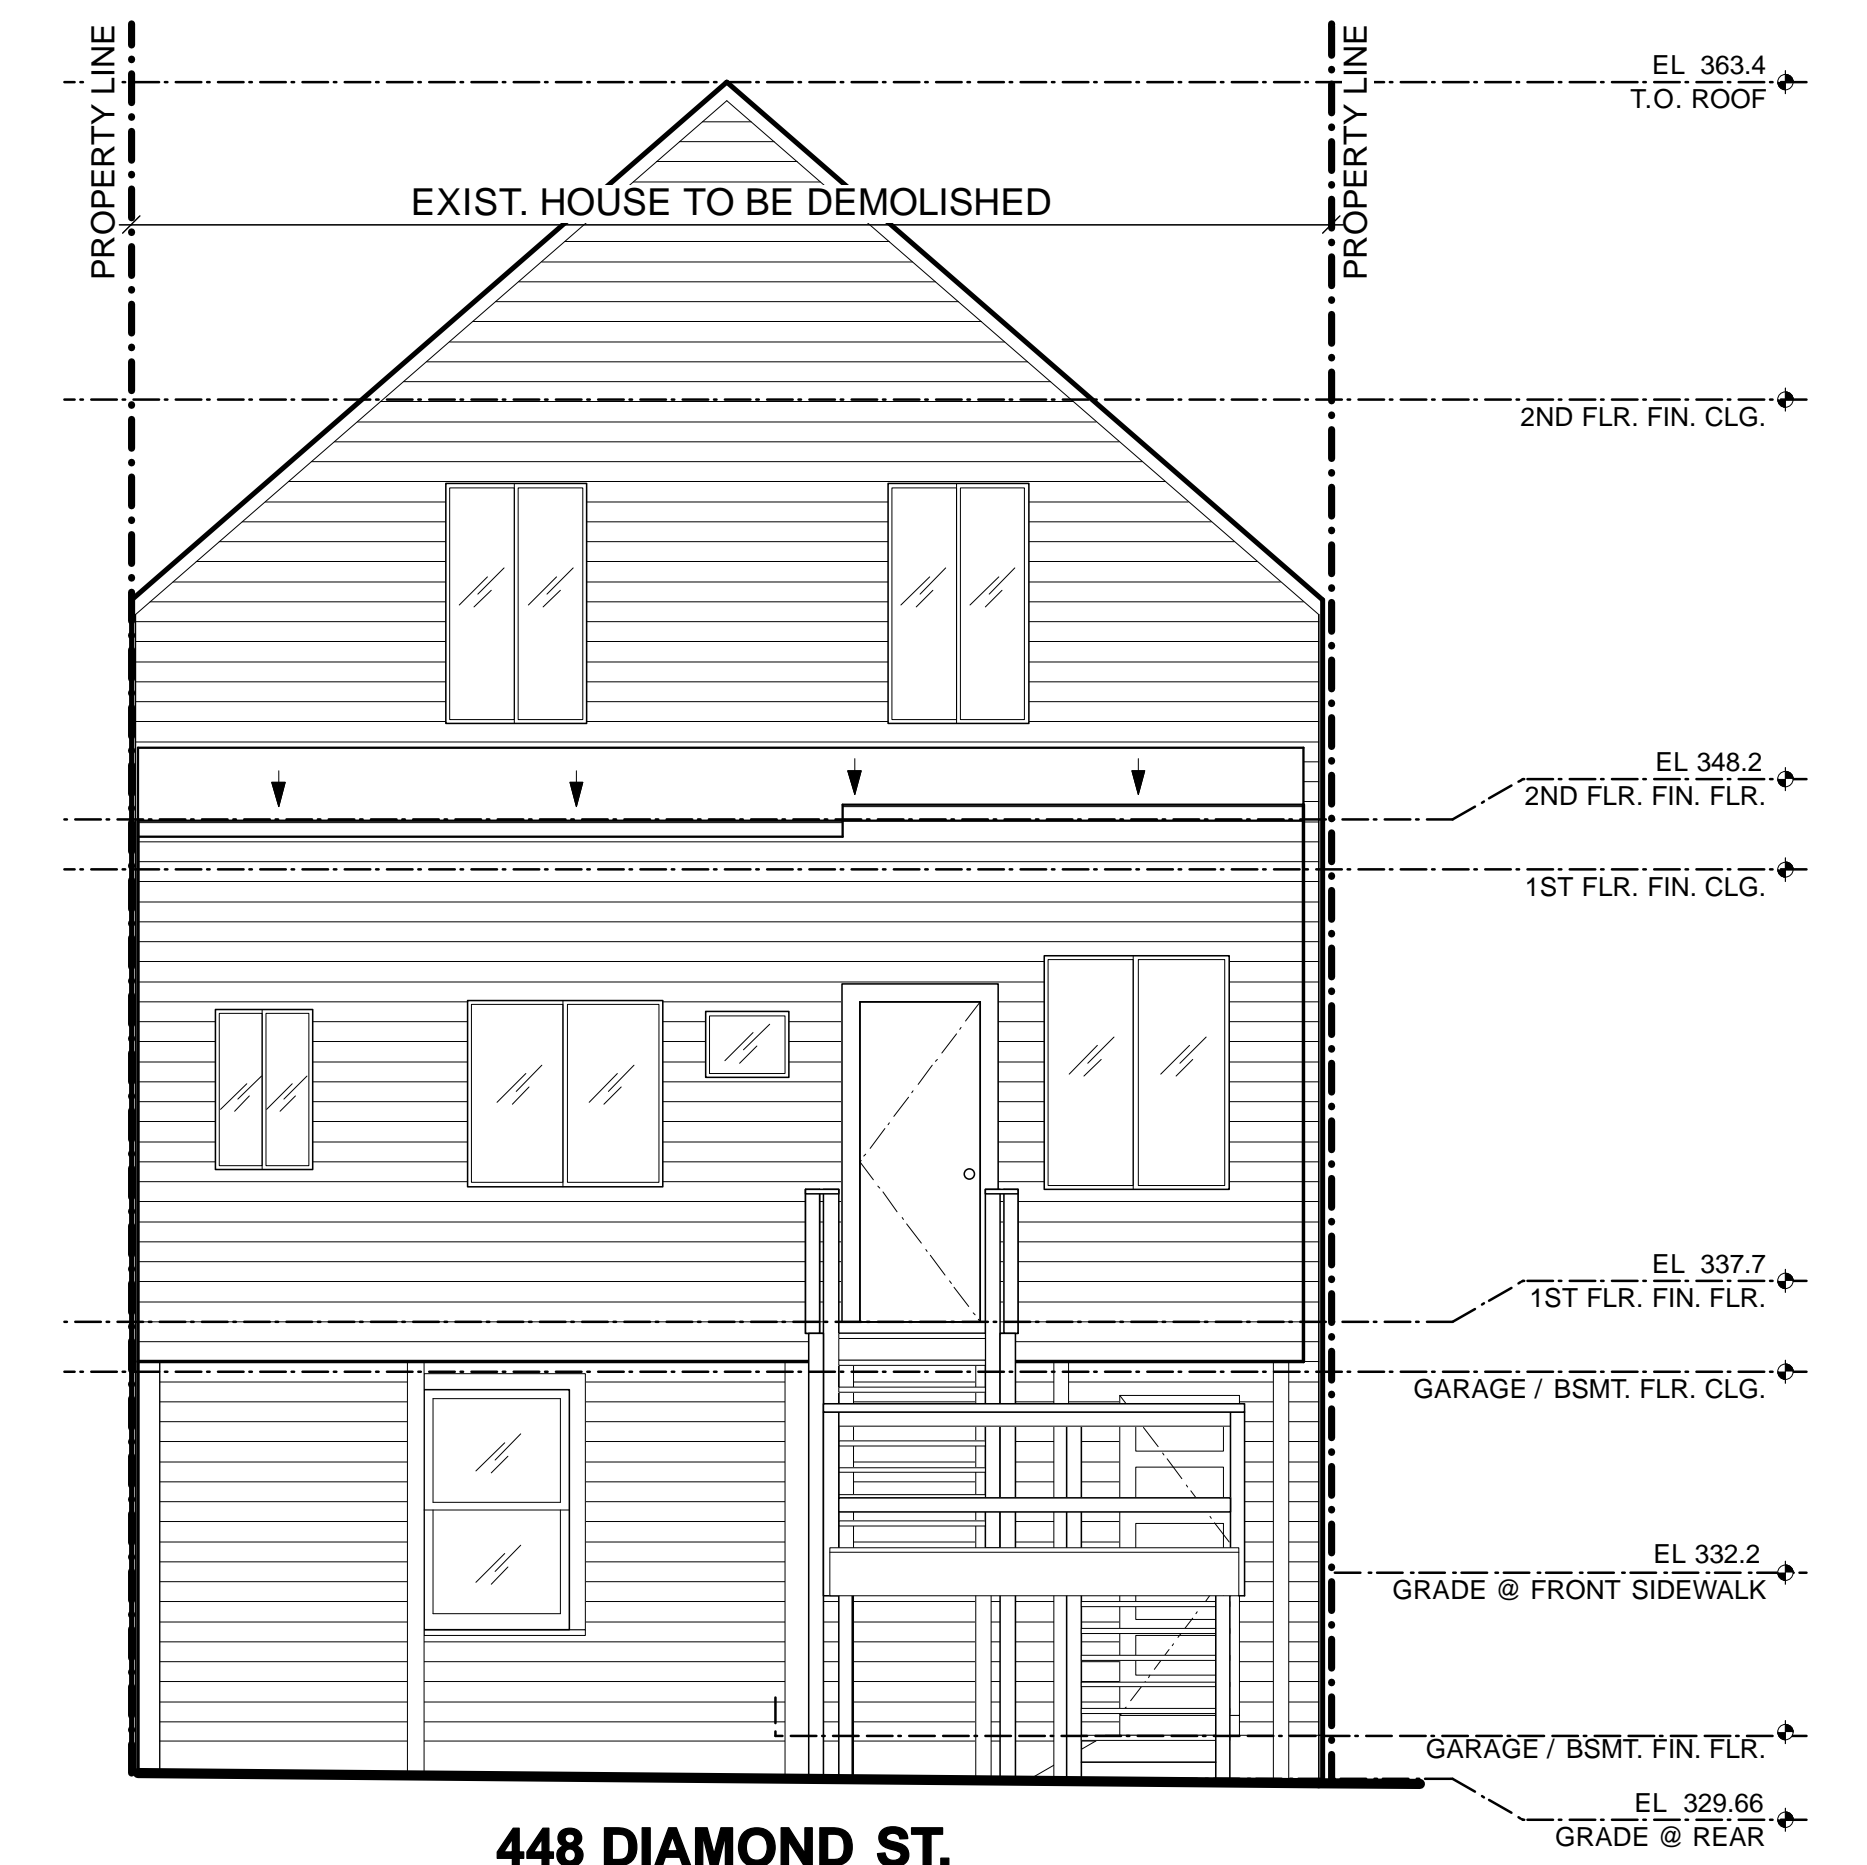 PROPERTY LINE
PROPERTY LINE
EL 363.4
T.O. ROOF
EXIST. HOUSE TO BE DEMOLISHED
2ND FLR. FIN. CLG.
EL 348.2
2ND FLR. FIN. FLR.
1ST FLR. FIN. CLG.
EL 337.7
1ST FLR. FIN. FLR.
GARAGE / BSMT. FLR. CLG.
EL 332.2
GRADE @ FRONT SIDEWALK
GARAGE / BSMT. FIN. FLR.
EL 329.66
GRADE @ REAR
448 DIAMOND ST.